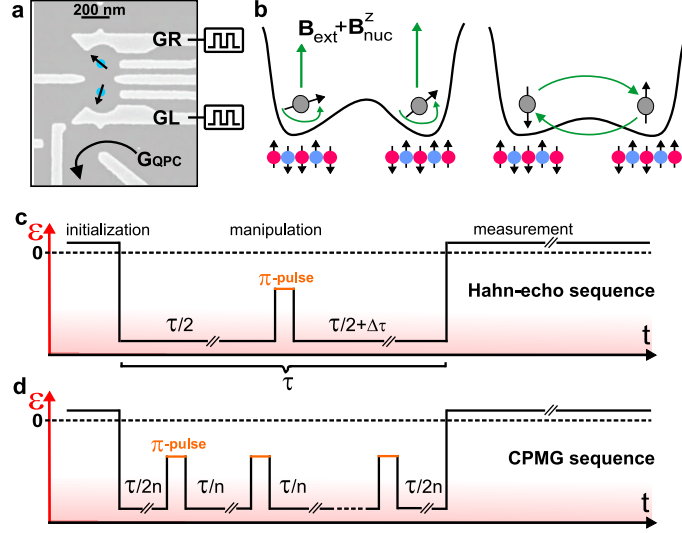 a
200 nm
GR
GL
GQPC
b
Bext+Bᶻnuc
c
ε
initialization
manipulation
measurement
0
π-pulse
Hahn-echo sequence
τ/2
τ/2+Δτ
t
τ
d
ε
0
π-pulse
CPMG sequence
τ/2n
τ/n
τ/n
τ/2n
t